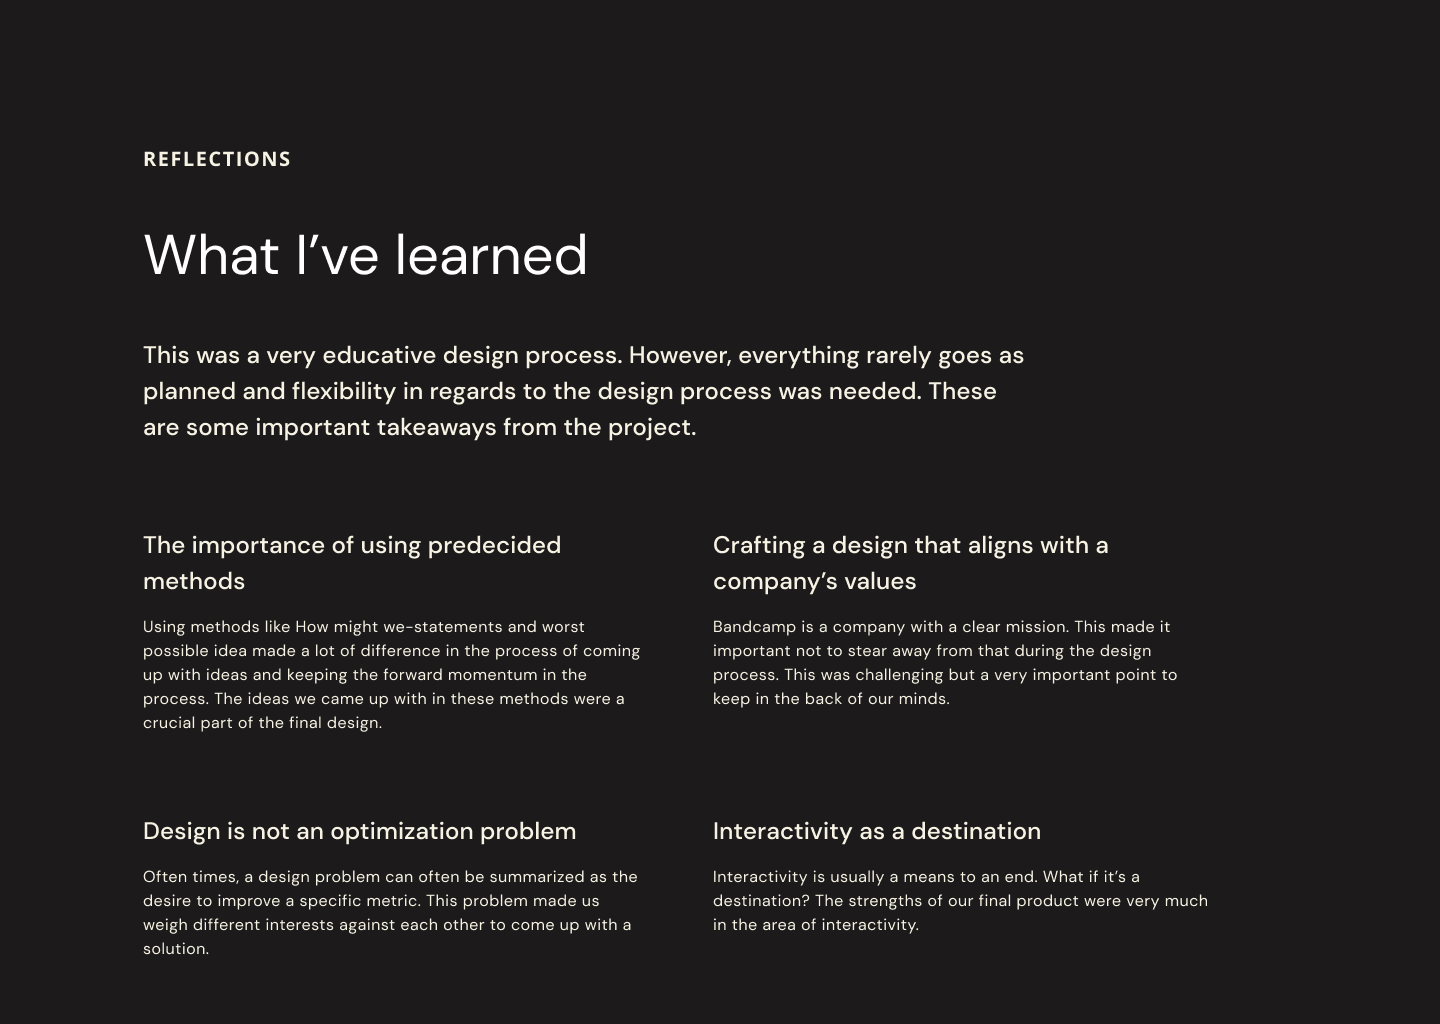 REFLECTIONS
What I’ve learned
This was a very educative design process. However, everything rarely goes as
planned and flexibility in regards to the design process was needed. These
are some important takeaways from the project.
The importance of using predecided
methods
Using methods like How might we-statements and worst
possible idea made a lot of difference in the process of coming
up with ideas and keeping the forward momentum in the
process. The ideas we came up with in these methods were a
crucial part of the final design.
Crafting a design that aligns with a
company’s values
Bandcamp is a company with a clear mission. This made it
important not to stear away from that during the design
process. This was challenging but a very important point to
keep in the back of our minds.
Design is not an optimization problem
Often times, a design problem can often be summarized as the
desire to improve a specific metric. This problem made us
weigh different interests against each other to come up with a
solution.
Interactivity as a destination
Interactivity is usually a means to an end. What if it’s a
destination? The strengths of our final product were very much
in the area of interactivity.